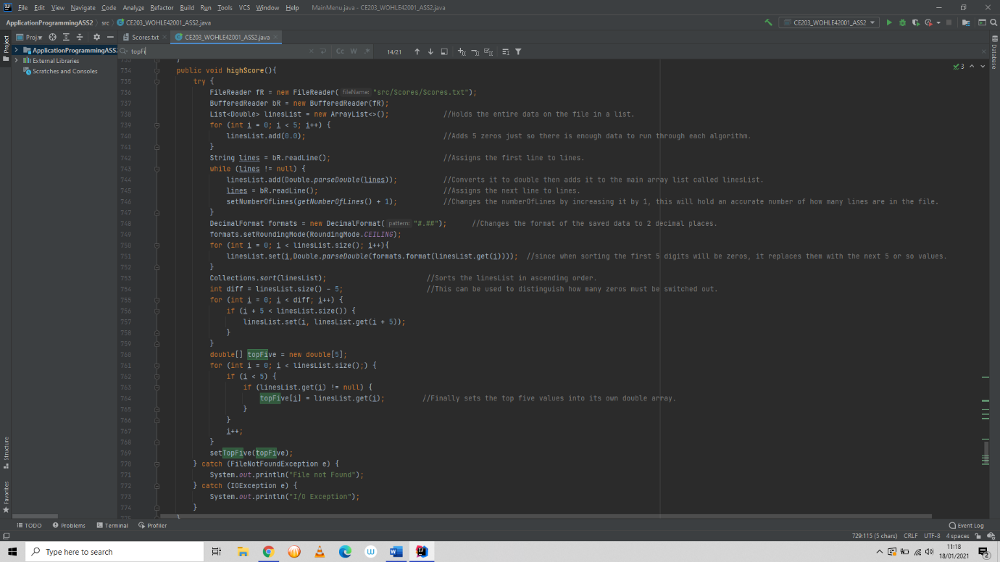 File Edit View Navigate Code Analyze Refactor Build Run Tools VCS Window Help MainMenu.java - CE203_WOHLE42001_ASS2.java
ApplicationProgrammingASS2 src CE203_WOHLE42001_ASS2.java CE203_WOHLE42001_ASS2
Project Proj... Scores.txt CE203_WOHLE42001_ASS2.java
ApplicationProgrammingASS2 topFi Cc W .* 14/21
External Libraries
Scratches and Consoles
Database
3
733 }
734 public void highScore(){
735 try {
736 FileReader fR = new FileReader( fileName: "src/Scores/Scores.txt");
737 BufferedReader bR = new BufferedReader(fR);
738 List<Double> linesList = new ArrayList<>(); //Holds the entire data on the file in a list.
739 for (int i = 0; i < 5; i++) {
740 linesList.add(0.0); //Adds 5 zeros just so there is enough data to run through each algorithm.
741 }
742 String lines = bR.readLine(); //Assigns the first line to lines.
743 while (lines != null) {
744 linesList.add(Double.parseDouble(lines)); //Converts it to double then adds it to the main array list called linesList.
745 lines = bR.readLine(); //Assigns the next line to lines.
746 setNumberOfLines(getNumberOfLines() + 1); //Changes the numberOfLines by increasing it by 1, this will hold an accurate number of how many lines are in the file.
747 }
748 DecimalFormat formats = new DecimalFormat( pattern: "#.##"); //Changes the format of the saved data to 2 decimal places.
749 formats.setRoundingMode(RoundingMode.CEILING);
750 for (int i = 0; i < linesList.size(); i++){
751 linesList.set(i,Double.parseDouble(formats.format(linesList.get(i)))); //since when sorting the first 5 digits will be zeros, it replaces them with the next 5 or so values.
752 }
753 Collections.sort(linesList); //Sorts the linesList in ascending order.
754 int diff = linesList.size() - 5; //This can be used to distinguish how many zeros must be switched out.
755 for (int i = 0; i < diff; i++) {
756 if (i + 5 < linesList.size()) {
757 linesList.set(i, linesList.get(i + 5));
758 }
759 }
760 double[] topFive = new double[5];
761 for (int i = 0; i < linesList.size();) {
762 if (i < 5) {
763 if (linesList.get(i) != null) {
764 topFive[i] = linesList.get(i); //Finally sets the top five values into its own double array.
765 }
766 }
767 i++;
768 }
769 setTopFive(topFive);
770 } catch (FileNotFoundException e) {
771 System.out.println("File not Found");
772 } catch (IOException e) {
773 System.out.println("I/O Exception");
774 }
775 }
Structure
Favorites
TODO Problems Terminal Profiler Event Log
729:115 (5 chars) CRLF UTF-8 4 spaces
Type here to search
11:18
18/01/2021
2